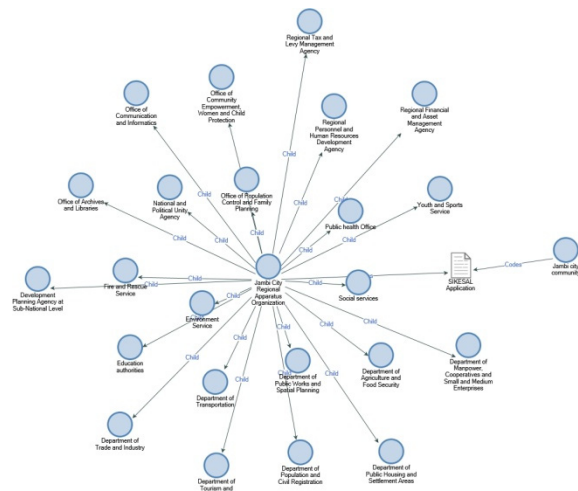 Regional Tax and
Levy Management
Agency
Office of
Community
Empowerment,
Women and Child
Protection
Office of
Communication
and Informatics
Regional
Personnel and
Human Resources
Development
Agency
Regional Financial
and Asset
Management
Agency
Child
Child
Child
Child
Child
Office of Archives
and Libraries
National and
Political Unity
Agency
Office of Population
Control and Family
Planning
Public health Office
Youth and Sports
Service
Child
Child
Child
Child
Child
Child
Development
Planning Agency at
Sub-National Level
Fire and Rescue
Service
Child
Child
Jambi City
Regional
Apparatus
Organization
Child
Social services
Codes
SIKESAL
Application
Codes
Jambi city
community
Environment
Service
Child
Child
Child
Child
Education
authorities
Child
Child
Child
Child
Department of
Transportation
Department of
Public Works and
Spatial Planning
Department of
Agriculture and
Food Security
Department of
Manpower,
Cooperatives and
Small and Medium
Enterprises
Child
Child
Child
Department of
Trade and Industry
Department of
Tourism and
Department of
Population and
Civil Registration
Department of
Public Housing and
Settlement Areas